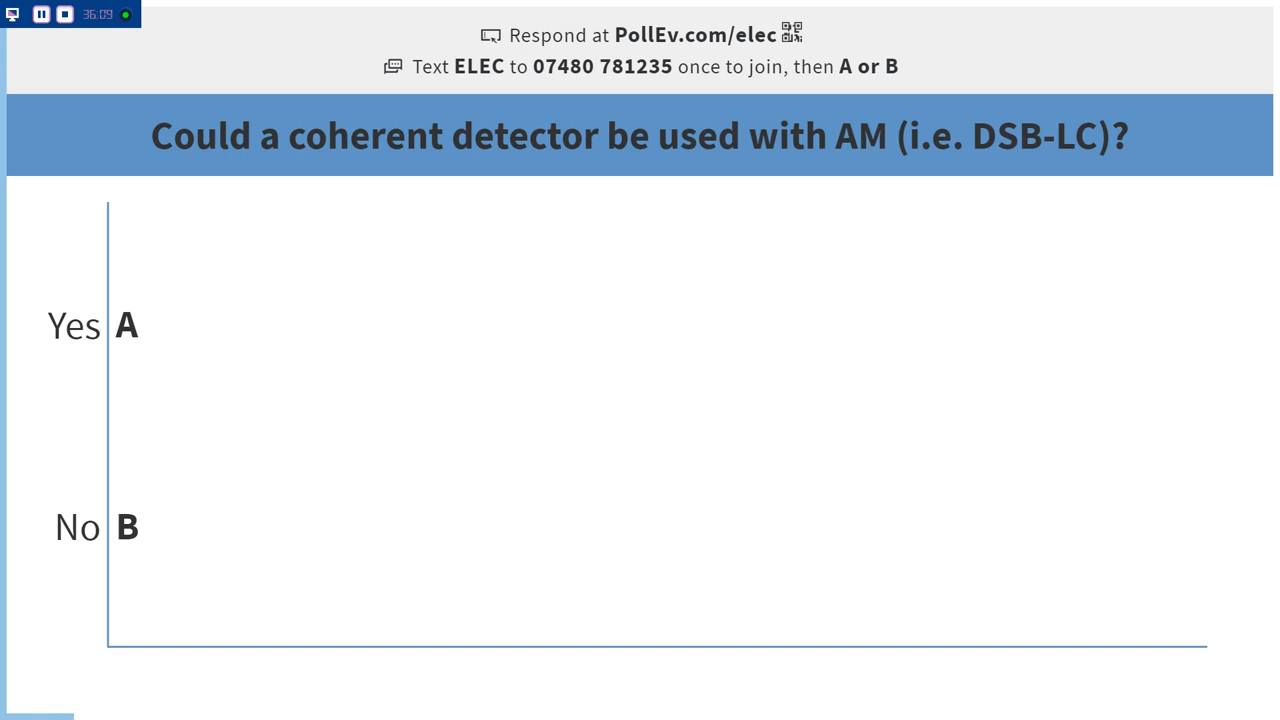 36:09
Respond at PollEv.com/elec
Text ELEC to 07480 781235 once to join, then A or B
Could a coherent detector be used with AM (i.e. DSB-LC)?
Yes A
No B